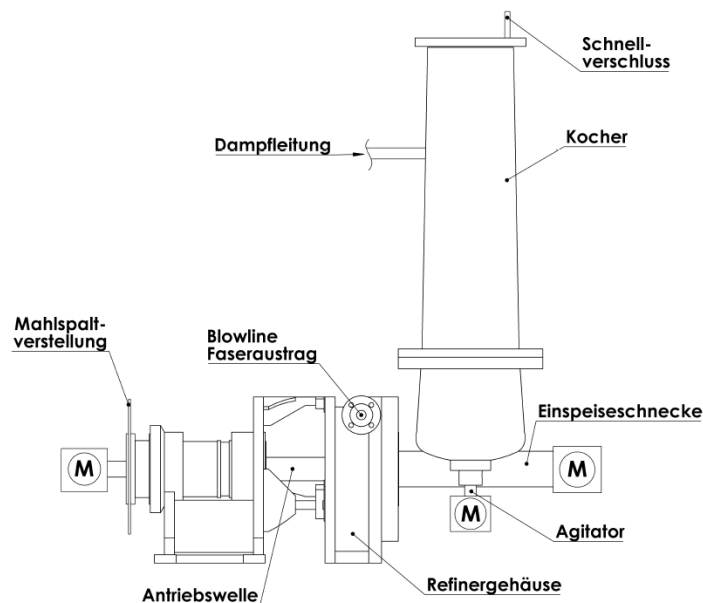 Schnell-
verschluss
Dampfleitung
Kocher
Mahlspalt-
verstellung
Blowline
Faseraustrag
Einspeiseschnecke
M
M
M
Agitator
Antriebswelle
Refinergehäuse